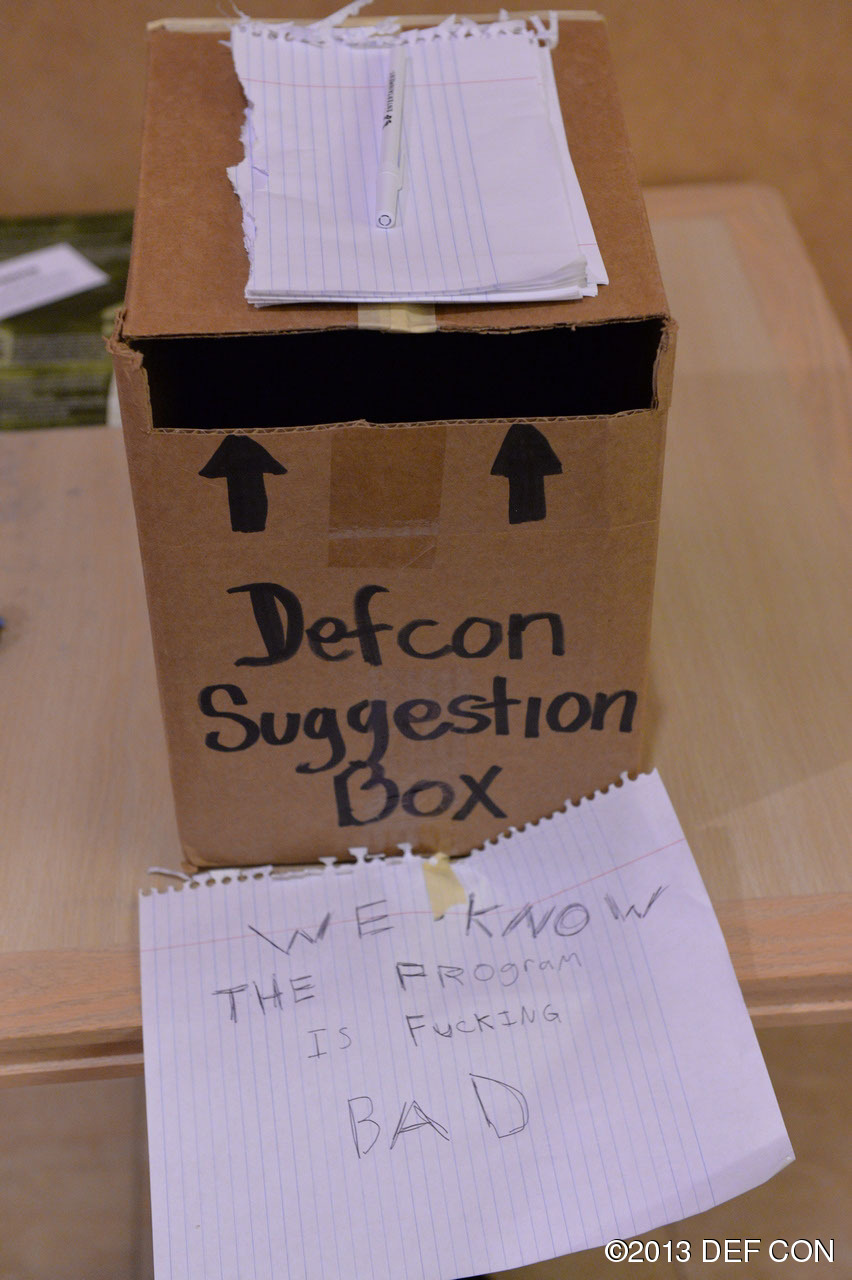 Defcon
Suggestion
Box
WE KNOW
THE PROgram
IS FUCKING
BAD
©2013 DEF CON